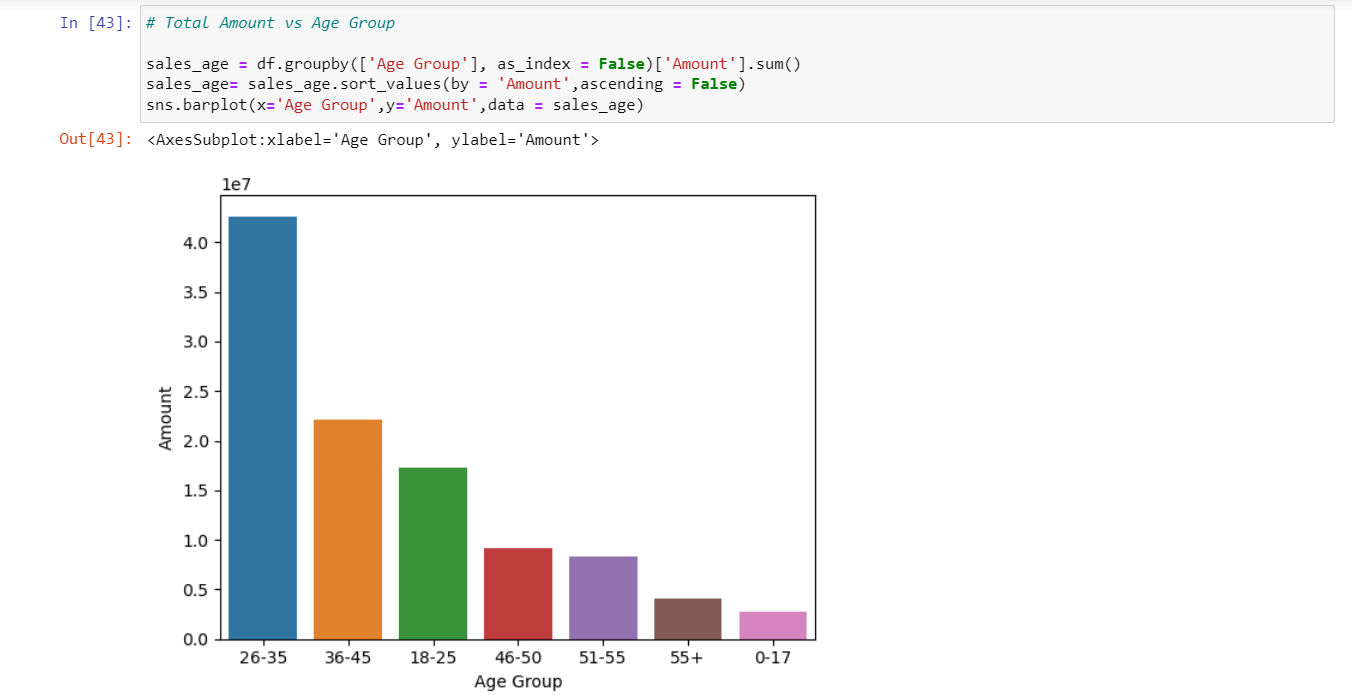 In [43]: # Total Amount vs Age Group
sales_age = df.groupby(['Age Group'], as_index = False)['Amount'].sum()
sales_age= sales_age.sort_values(by = 'Amount',ascending = False)
sns.barplot(x='Age Group',y='Amount',data = sales_age)
Out[43]: <AxesSubplot:xlabel='Age Group', ylabel='Amount'>
1e7
4.0
3.5
3.0
2.5
2.0
1.5
1.0
0.5
0.0
Amount
26-35 36-45 18-25 46-50 51-55 55+ 0-17
Age Group